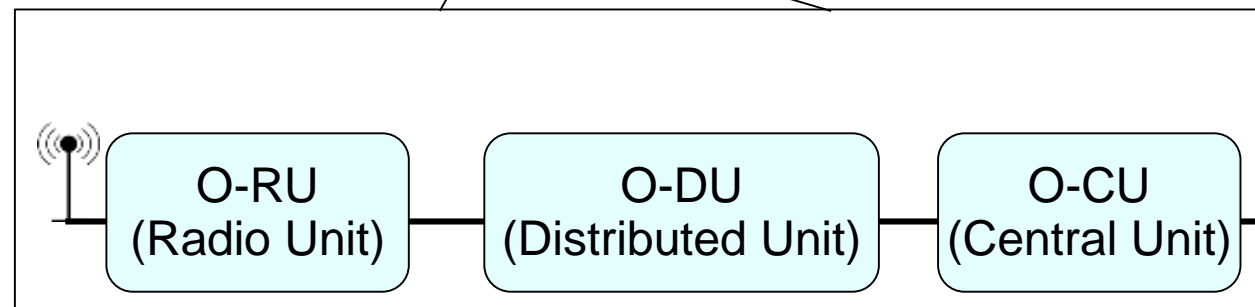 O-RU
(Radio Unit)
O-DU
(Distributed Unit)
O-CU
(Central Unit)